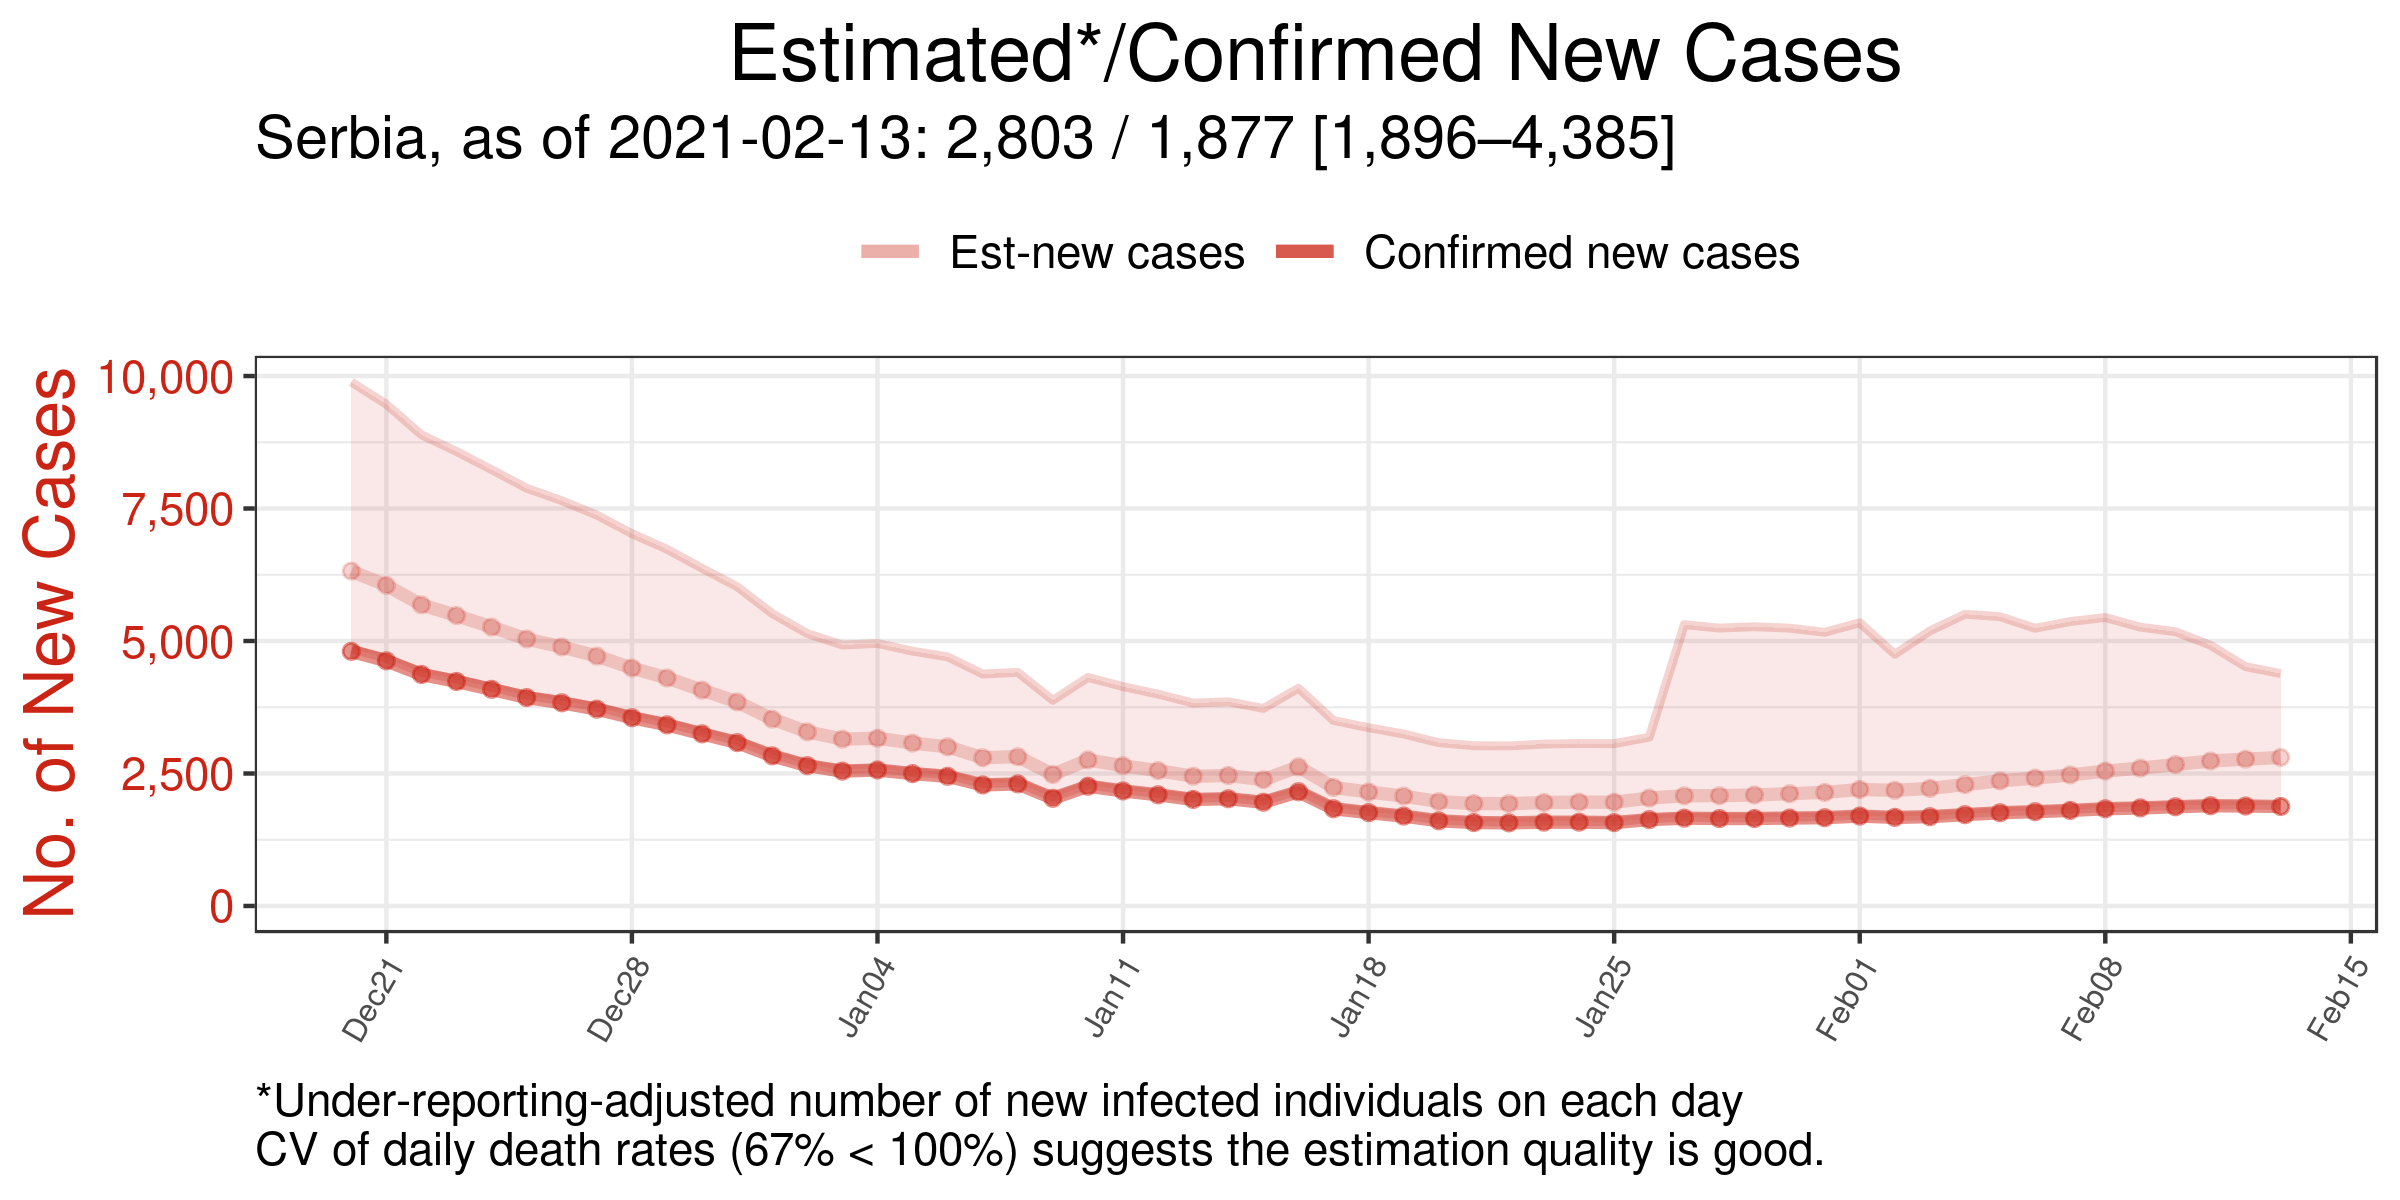 Estimated*/Confirmed New Cases
Serbia, as of 2021-02-13: 2,803 / 1,877 [1,896–4,385]
Est-new cases
Confirmed new cases
No. of New Cases
10,000
7,500
5,000
2,500
0
Dec21
Dec28
Jan04
Jan11
Jan18
Jan25
Feb01
Feb08
Feb15
*Under-reporting-adjusted number of new infected individuals on each day
CV of daily death rates (67% < 100%) suggests the estimation quality is good.